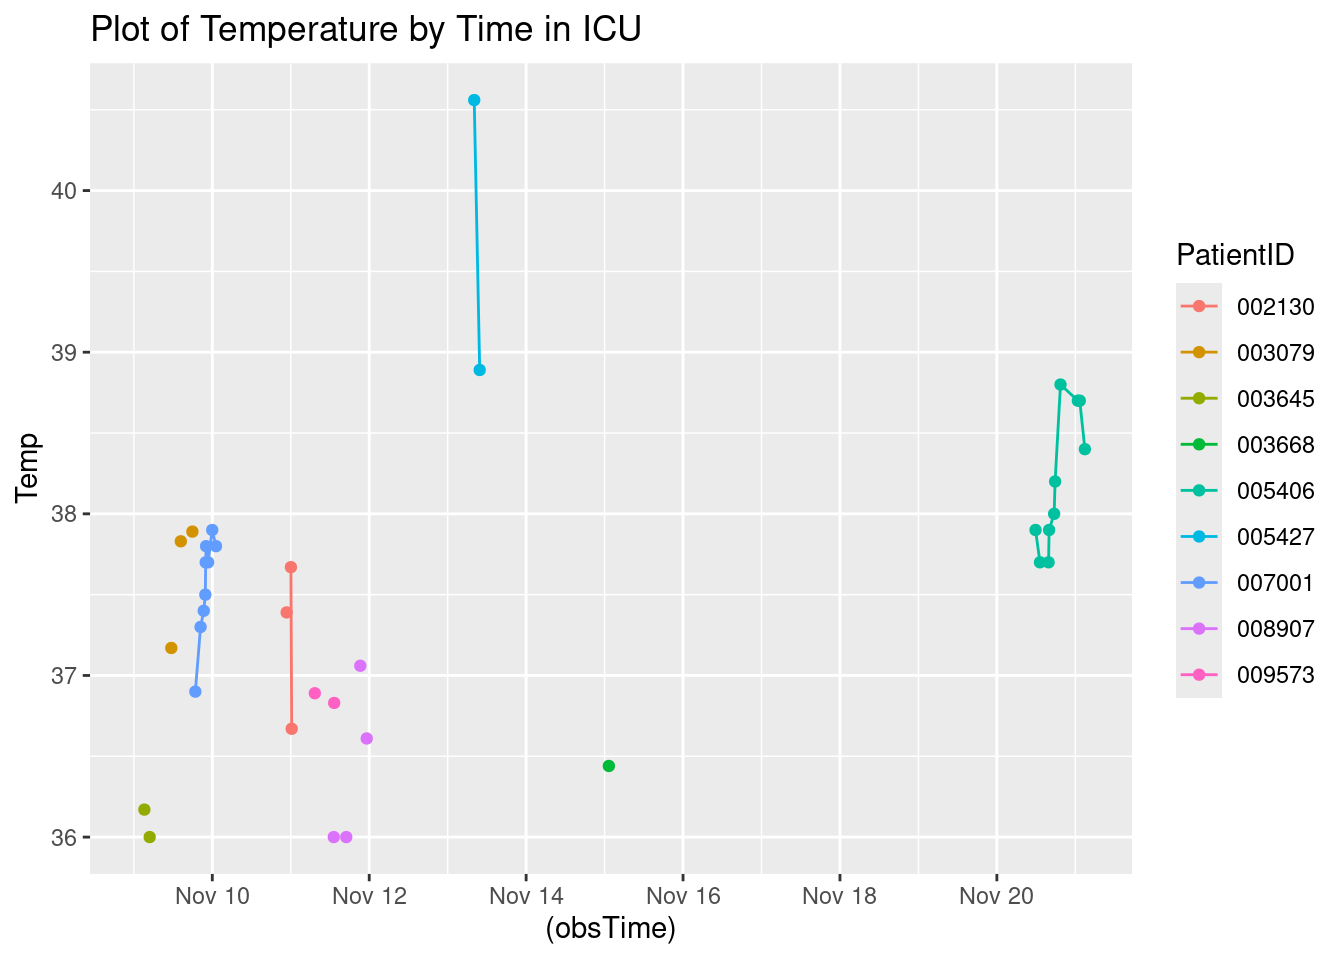 Plot of Temperature by Time in ICU
Temp
40
39
38
37
36
Nov 10 Nov 12 Nov 14 Nov 16 Nov 18 Nov 20
(obsTime)
PatientID
002130
003079
003645
003668
005406
005427
007001
008907
009573